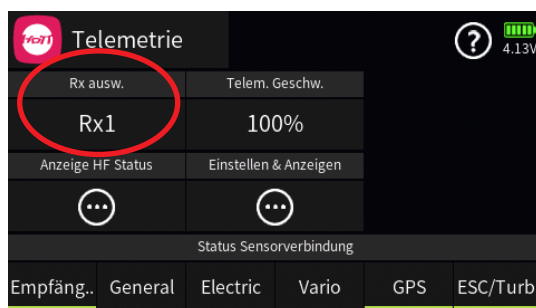 HoTT Telemetrie
4.13V
Rx ausw. Telem. Geschw.
Rx1 100%
Anzeige HF Status Einstellen & Anzeigen
Status Sensorverbindung
Empfäng.. General Electric Vario GPS ESC/Turb